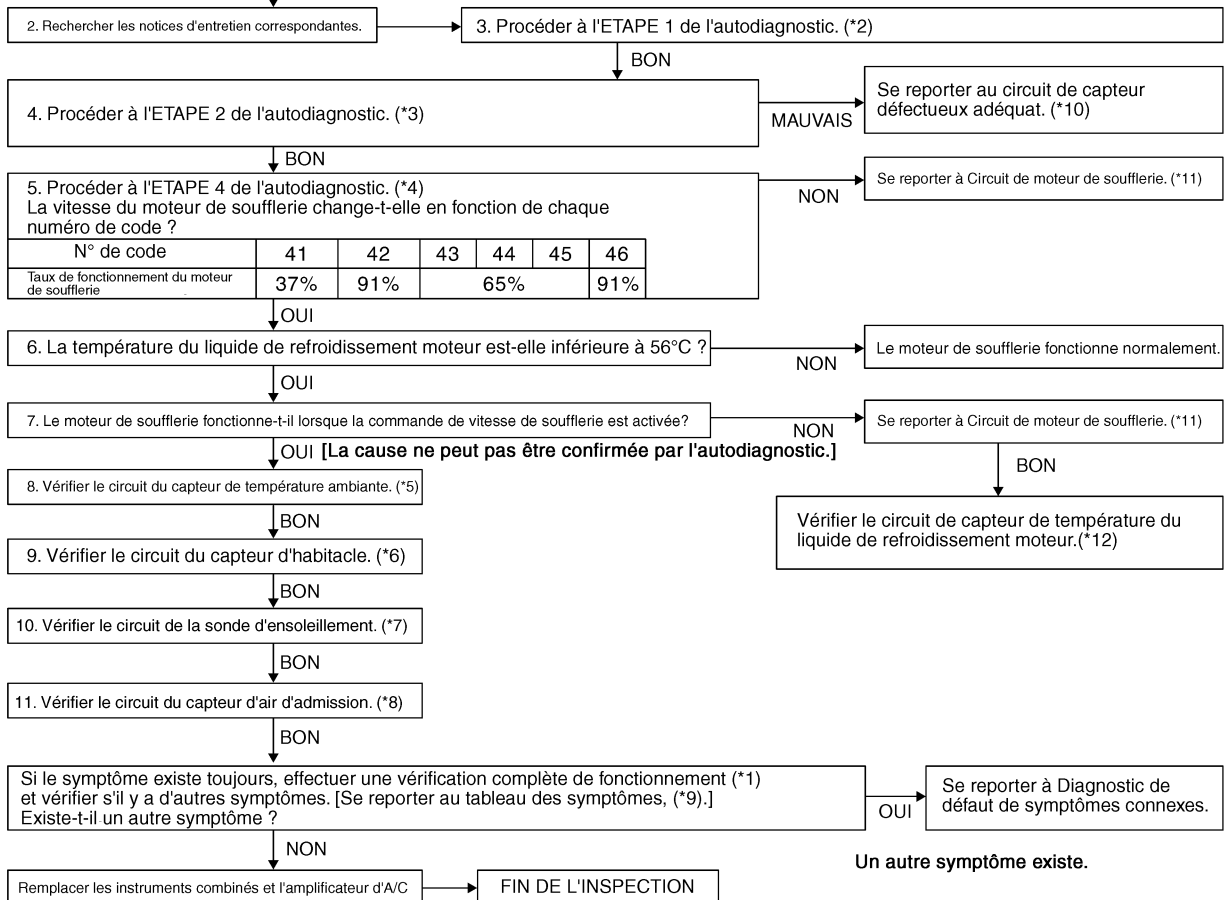 2. Rechercher les notices d'entretien correspondantes.
3. Procéder à l'ETAPE 1 de l'autodiagnostic. (*2)
BON
4. Procéder à l'ETAPE 2 de l'autodiagnostic. (*3)
MAUVAIS
Se reporter au circuit de capteur
défectueux adéquat. (*10)
BON
5. Procéder à l'ETAPE 4 de l'autodiagnostic. (*4)
La vitesse du moteur de soufflerie change-t-elle en fonction de chaque
numéro de code ?
NON
Se reporter à Circuit de moteur de soufflerie. (*11)
N° de code 41 42 43 44 45 46
Taux de fonctionnement du moteur
de soufflerie
37% 91% 65% 91%
OUI
6. La température du liquide de refroidissement moteur est-elle inférieure à 56°C ?
NON
Le moteur de soufflerie fonctionne normalement.
OUI
7. Le moteur de soufflerie fonctionne-t-il lorsque la commande de vitesse de soufflerie est activée?
NON
Se reporter à Circuit de moteur de soufflerie. (*11)
OUI [La cause ne peut pas être confirmée par l'autodiagnostic.]
BON
8. Vérifier le circuit du capteur de température ambiante. (*5)
Vérifier le circuit de capteur de température du
liquide de refroidissement moteur.(*12)
BON
9. Vérifier le circuit du capteur d'habitacle. (*6)
BON
10. Vérifier le circuit de la sonde d'ensoleillement. (*7)
BON
11. Vérifier le circuit du capteur d'air d'admission. (*8)
BON
Si le symptôme existe toujours, effectuer une vérification complète de fonctionnement (*1)
et vérifier s'il y a d'autres symptômes. [Se reporter au tableau des symptômes, (*9).]
Existe-t-il un autre symptôme ?
OUI
Se reporter à Diagnostic de
défaut de symptômes connexes.
NON
Un autre symptôme existe.
Remplacer les instruments combinés et l'amplificateur d'A/C
FIN DE L'INSPECTION